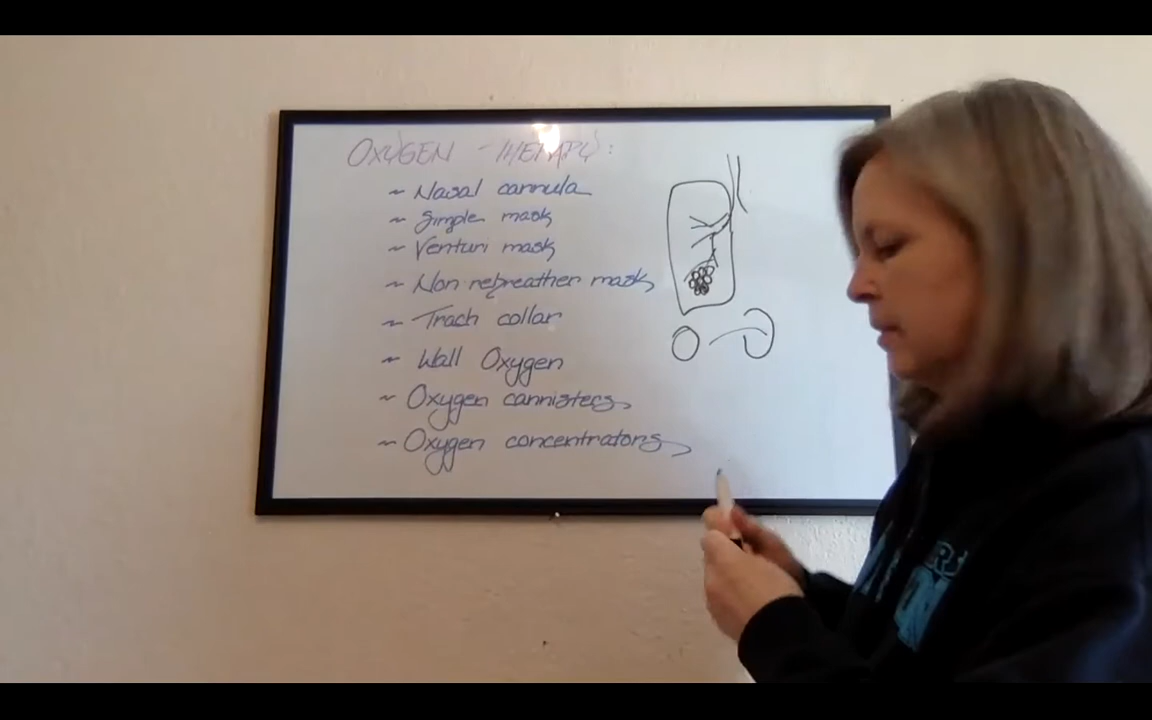 OXYGEN THERAPY:
~ Nasal cannula
~ Simple mask
~ Venturi mask
~ Non rebreather mask
~ Trach collar
~ Wall Oxygen
~ Oxygen cannisters
~ Oxygen concentrators